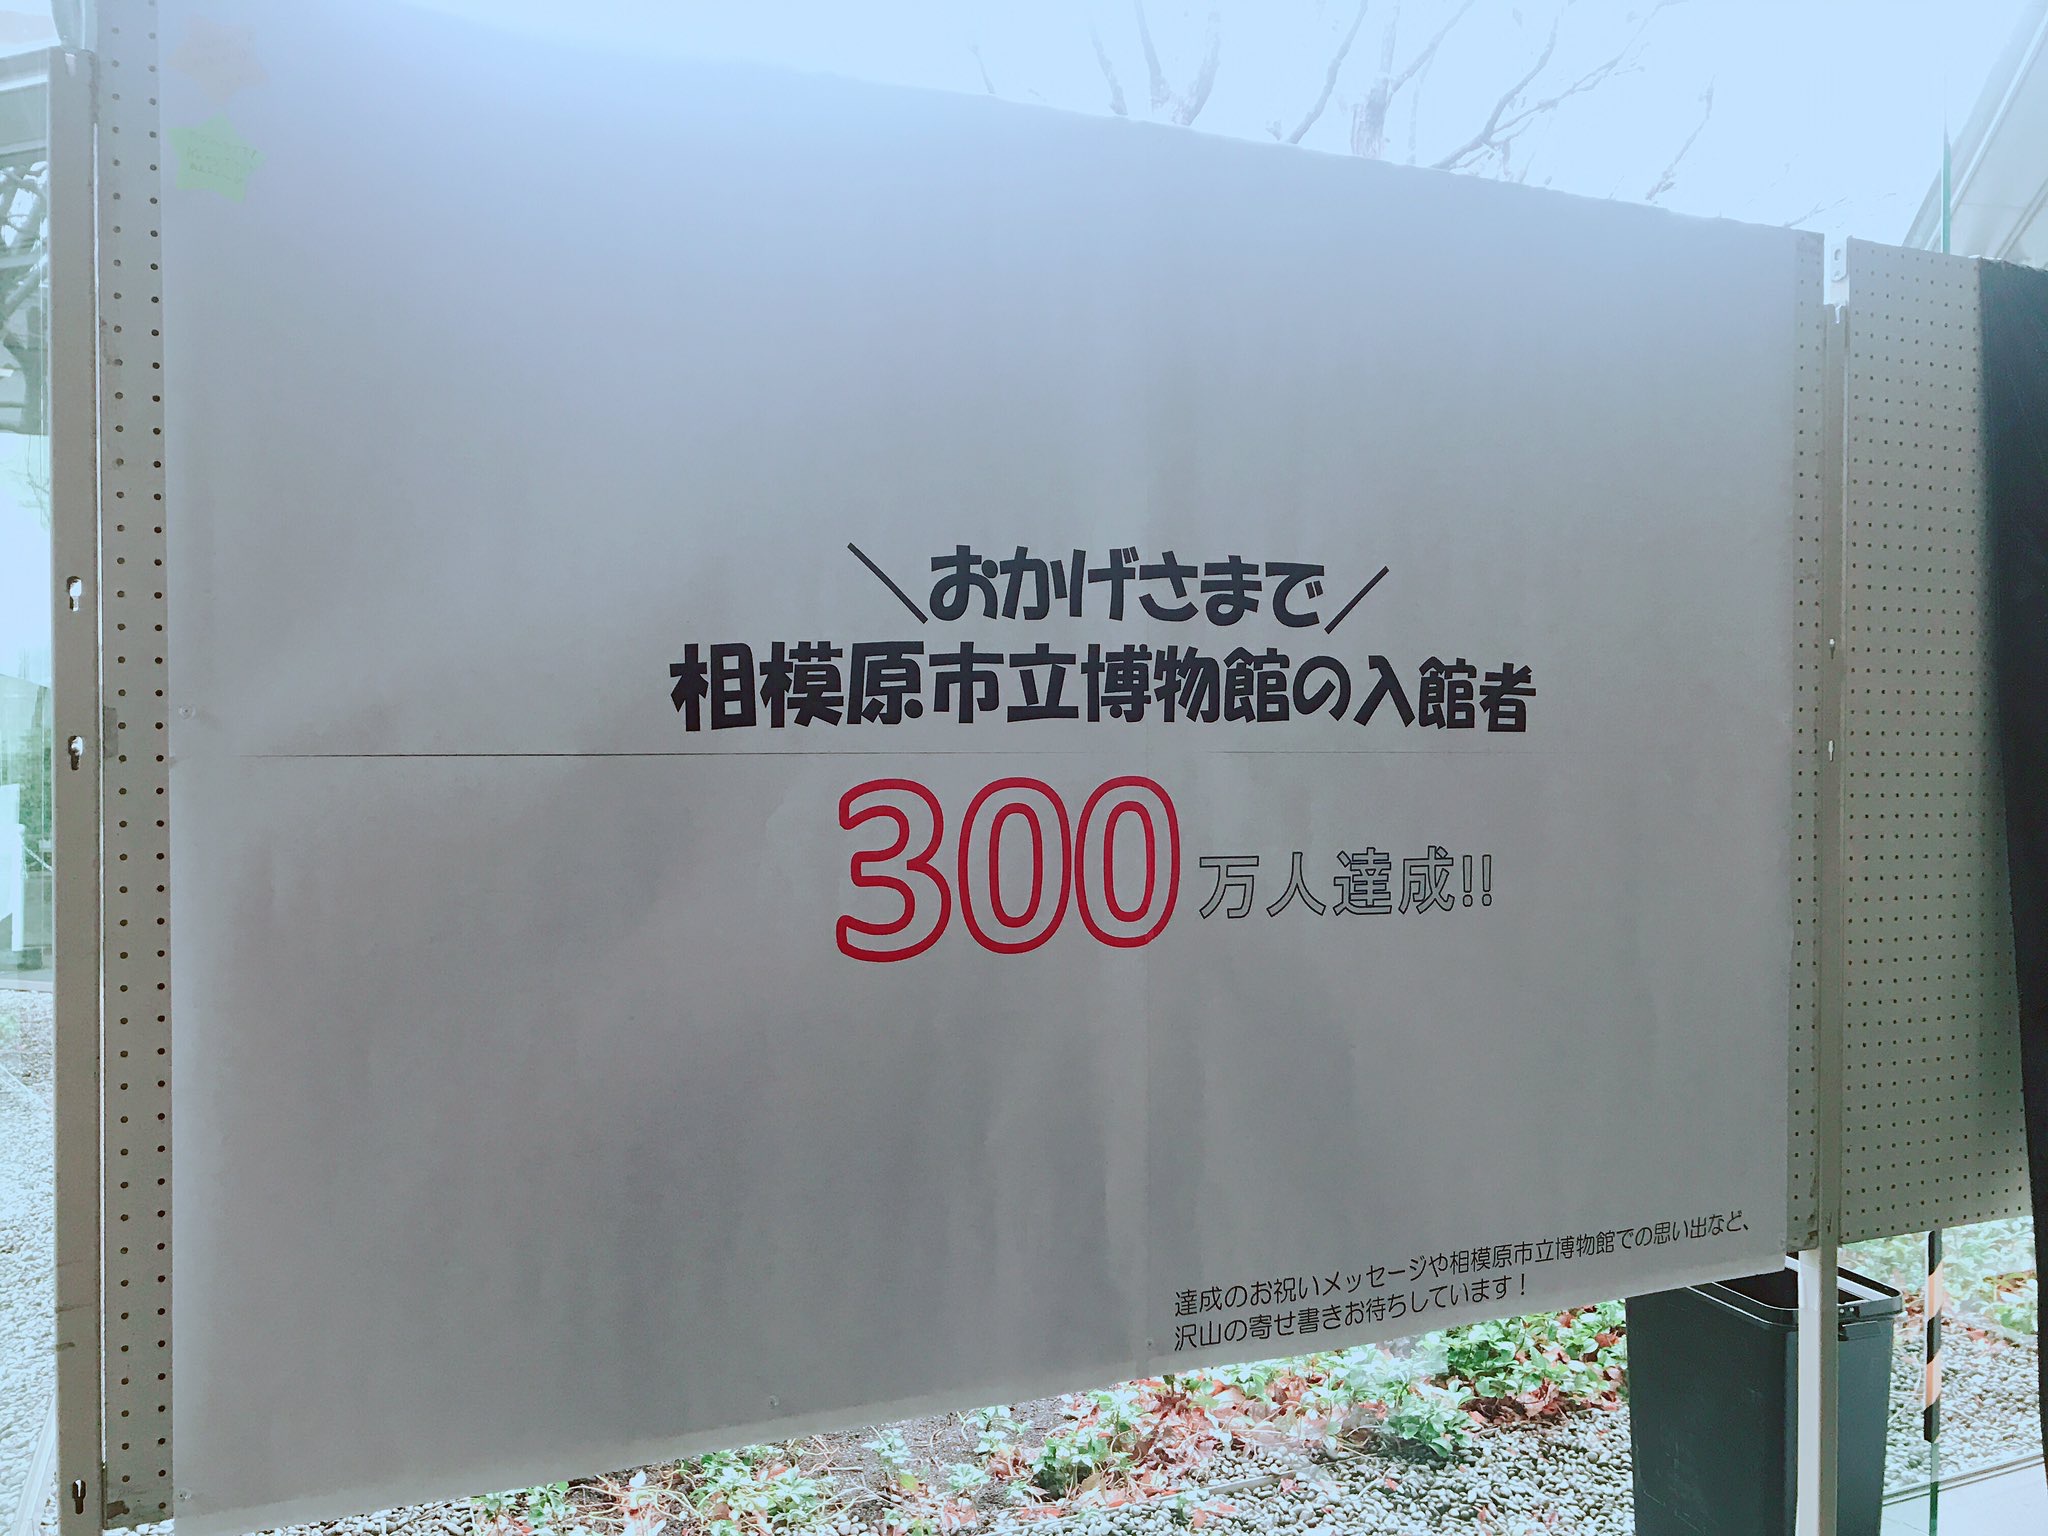 \おかげさまで/
相模原市立博物館の入館者
300万人達成!!
達成のお祝いメッセージや相模原市立博物館での思い出など、
沢山の寄せ書きお待ちしています!